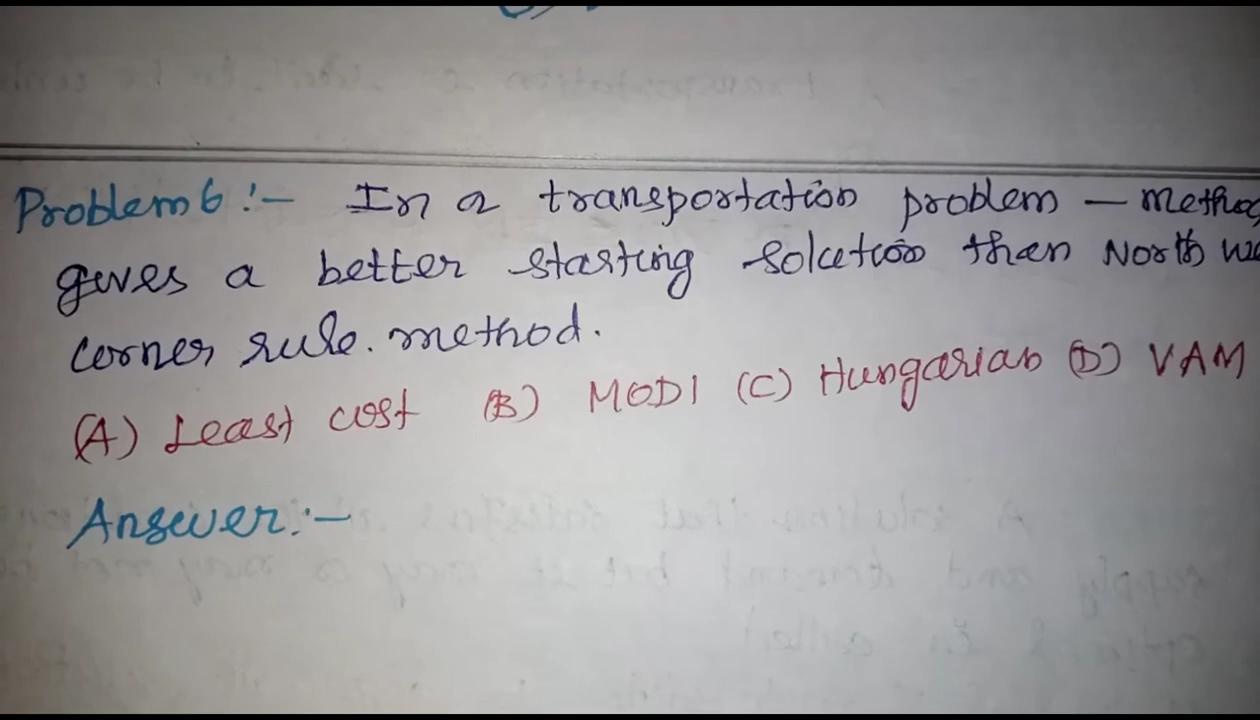 Problem 6 :- In a transportation problem — method
gives a better starting solution than North
corner rule. method.
(A) Least cost (B) MODI (C) Hungarian (D) VAM
Answer :-